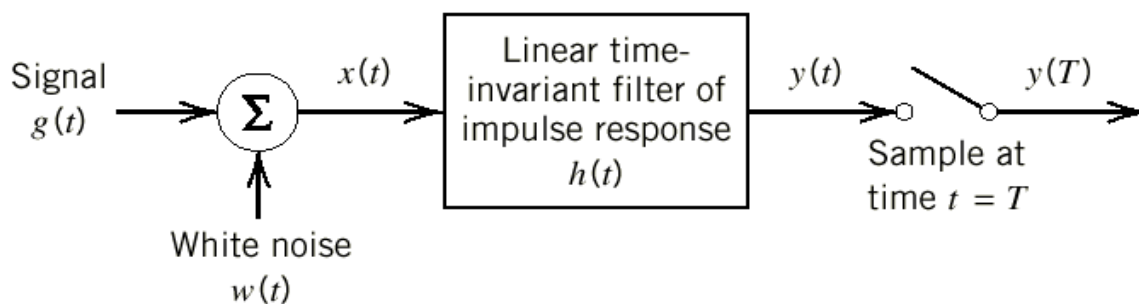 Signal
g(t)
Σ
x(t)
White noise
w(t)
Linear time-
invariant filter of
impulse response
h(t)
y(t)
Sample at
time t = T
y(T)